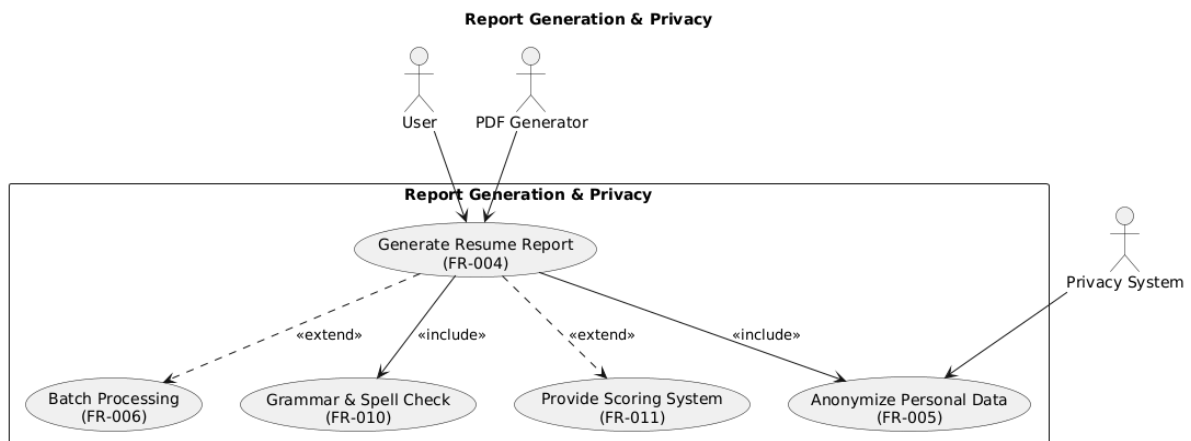 Report Generation & Privacy
User
PDF Generator
Report Generation & Privacy
Generate Resume Report
(FR-004)
Privacy System
«extend»
«include»
«extend»
«include»
Batch Processing
(FR-006)
Grammar & Spell Check
(FR-010)
Provide Scoring System
(FR-011)
Anonymize Personal Data
(FR-005)